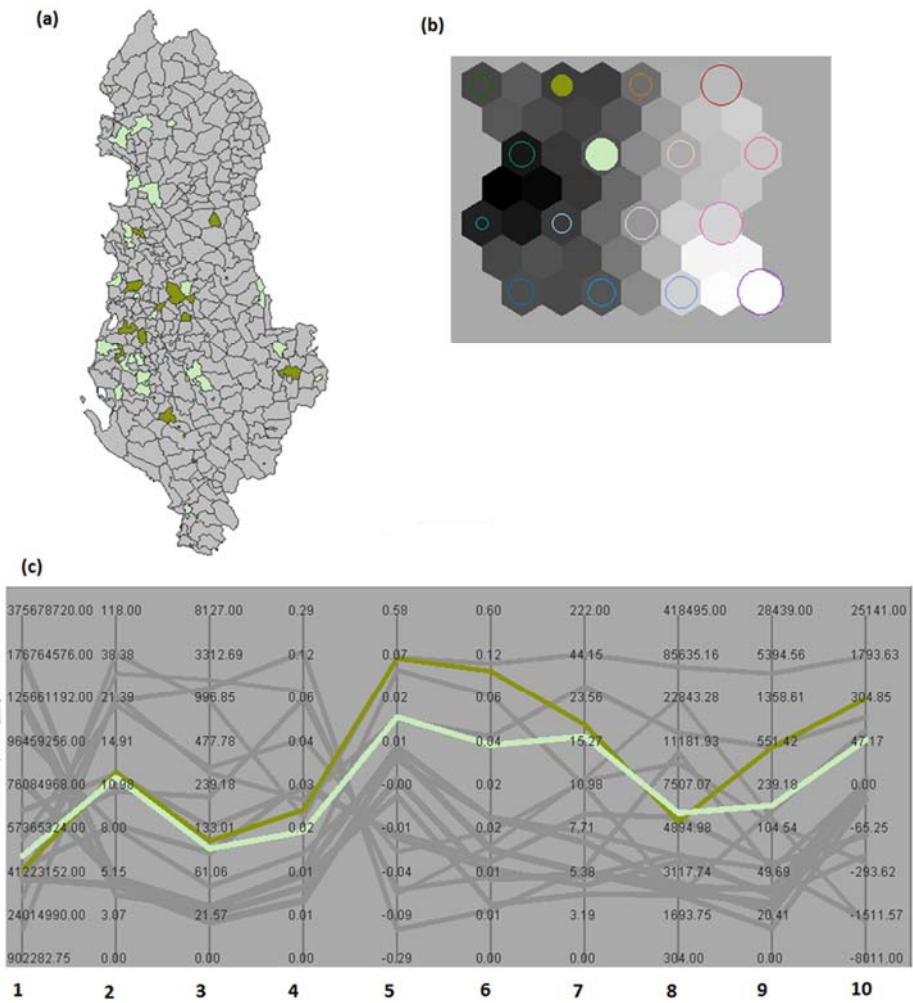 (a)
(b)
(c)
375678720.00 118.00 8127.00 0.29 0.58 0.60 222.00 418495.00 28439.00 25141.00
176764576.00 38.38 3312.69 0.12 0.07 0.12 44.15 85635.16 5394.56 1793.63
125661192.00 21.39 996.85 0.06 0.02 0.06 23.56 22843.28 1358.61 304.85
96459256.00 14.91 477.78 0.04 0.01 0.04 15.27 11181.93 551.42 47.17
76084968.00 10.98 239.18 0.03 -0.00 0.02 10.98 7507.07 239.18 0.00
57365324.00 8.00 133.01 0.02 -0.01 0.02 7.71 4894.98 104.54 -65.25
41223152.00 5.15 61.06 0.01 -0.04 0.01 5.38 3117.74 49.69 -293.62
24014990.00 3.07 21.57 0.01 -0.09 0.01 3.19 1693.75 20.41 -1511.57
902282.75 0.00 0.00 0.00 -0.29 0.00 0.00 304.00 0.00 -8011.00
1 2 3 4 5 6 7 8 9 10